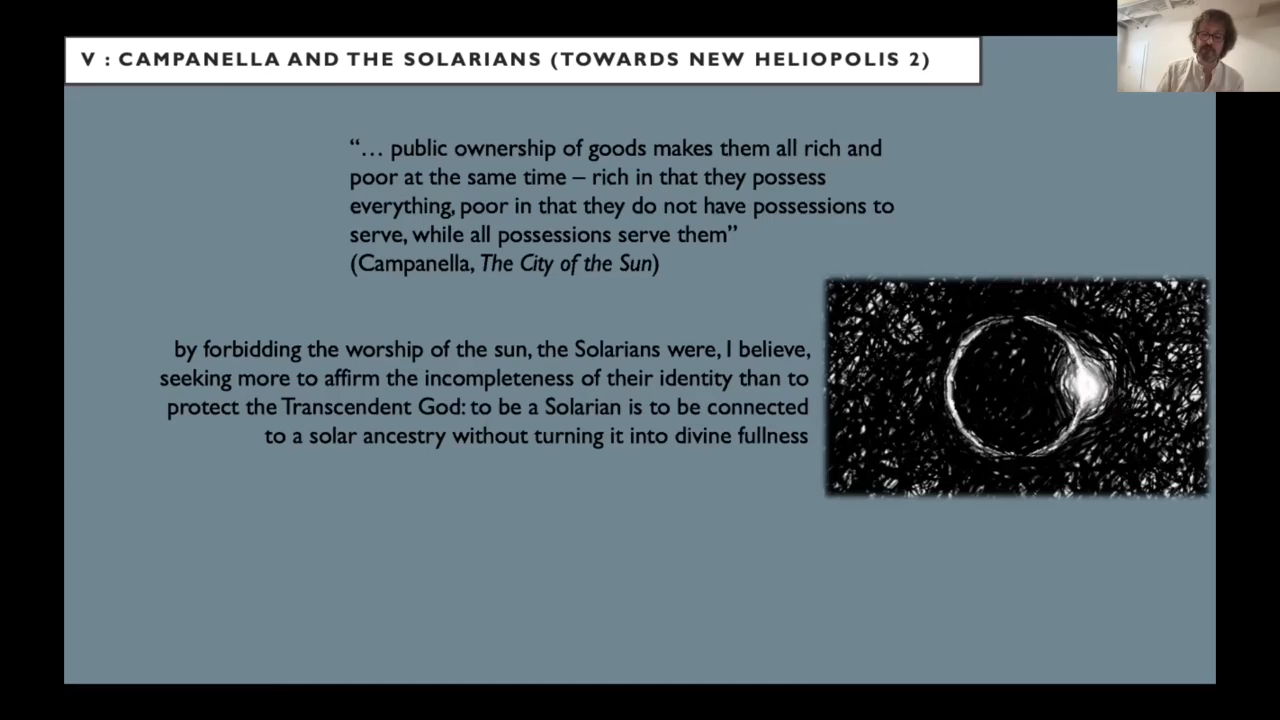 V : CAMPANELLA AND THE SOLARIANS (TOWARDS NEW HELIOPOLIS 2)
“… public ownership of goods makes them all rich and
poor at the same time – rich in that they possess
everything, poor in that they do not have possessions to
serve, while all possessions serve them”
(Campanella, The City of the Sun)
by forbidding the worship of the sun, the Solarians were, I believe,
seeking more to affirm the incompleteness of their identity than to
protect the Transcendent God: to be a Solarian is to be connected
to a solar ancestry without turning it into divine fullness